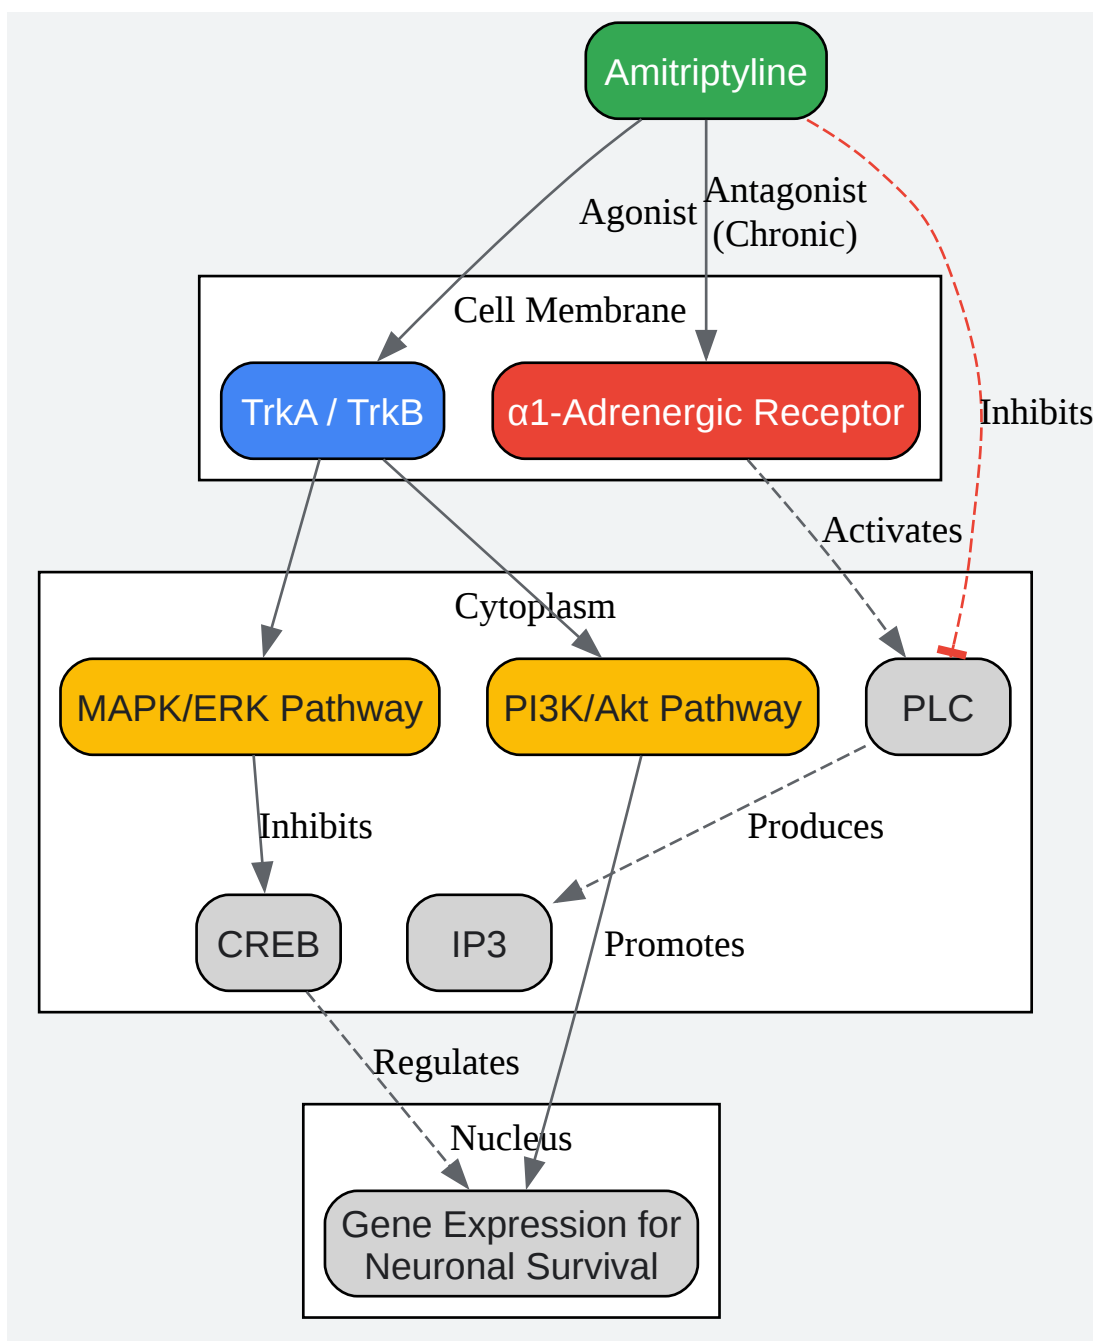 Amitriptyline
Agonist
Antagonist
(Chronic)
Cell Membrane
TrkA / TrkB
α1-Adrenergic Receptor
Inhibits
Activates
Cytoplasm
MAPK/ERK Pathway
PI3K/Akt Pathway
PLC
Inhibits
Produces
CREB
IP3
Promotes
Regulates
Nucleus
Gene Expression for
Neuronal Survival